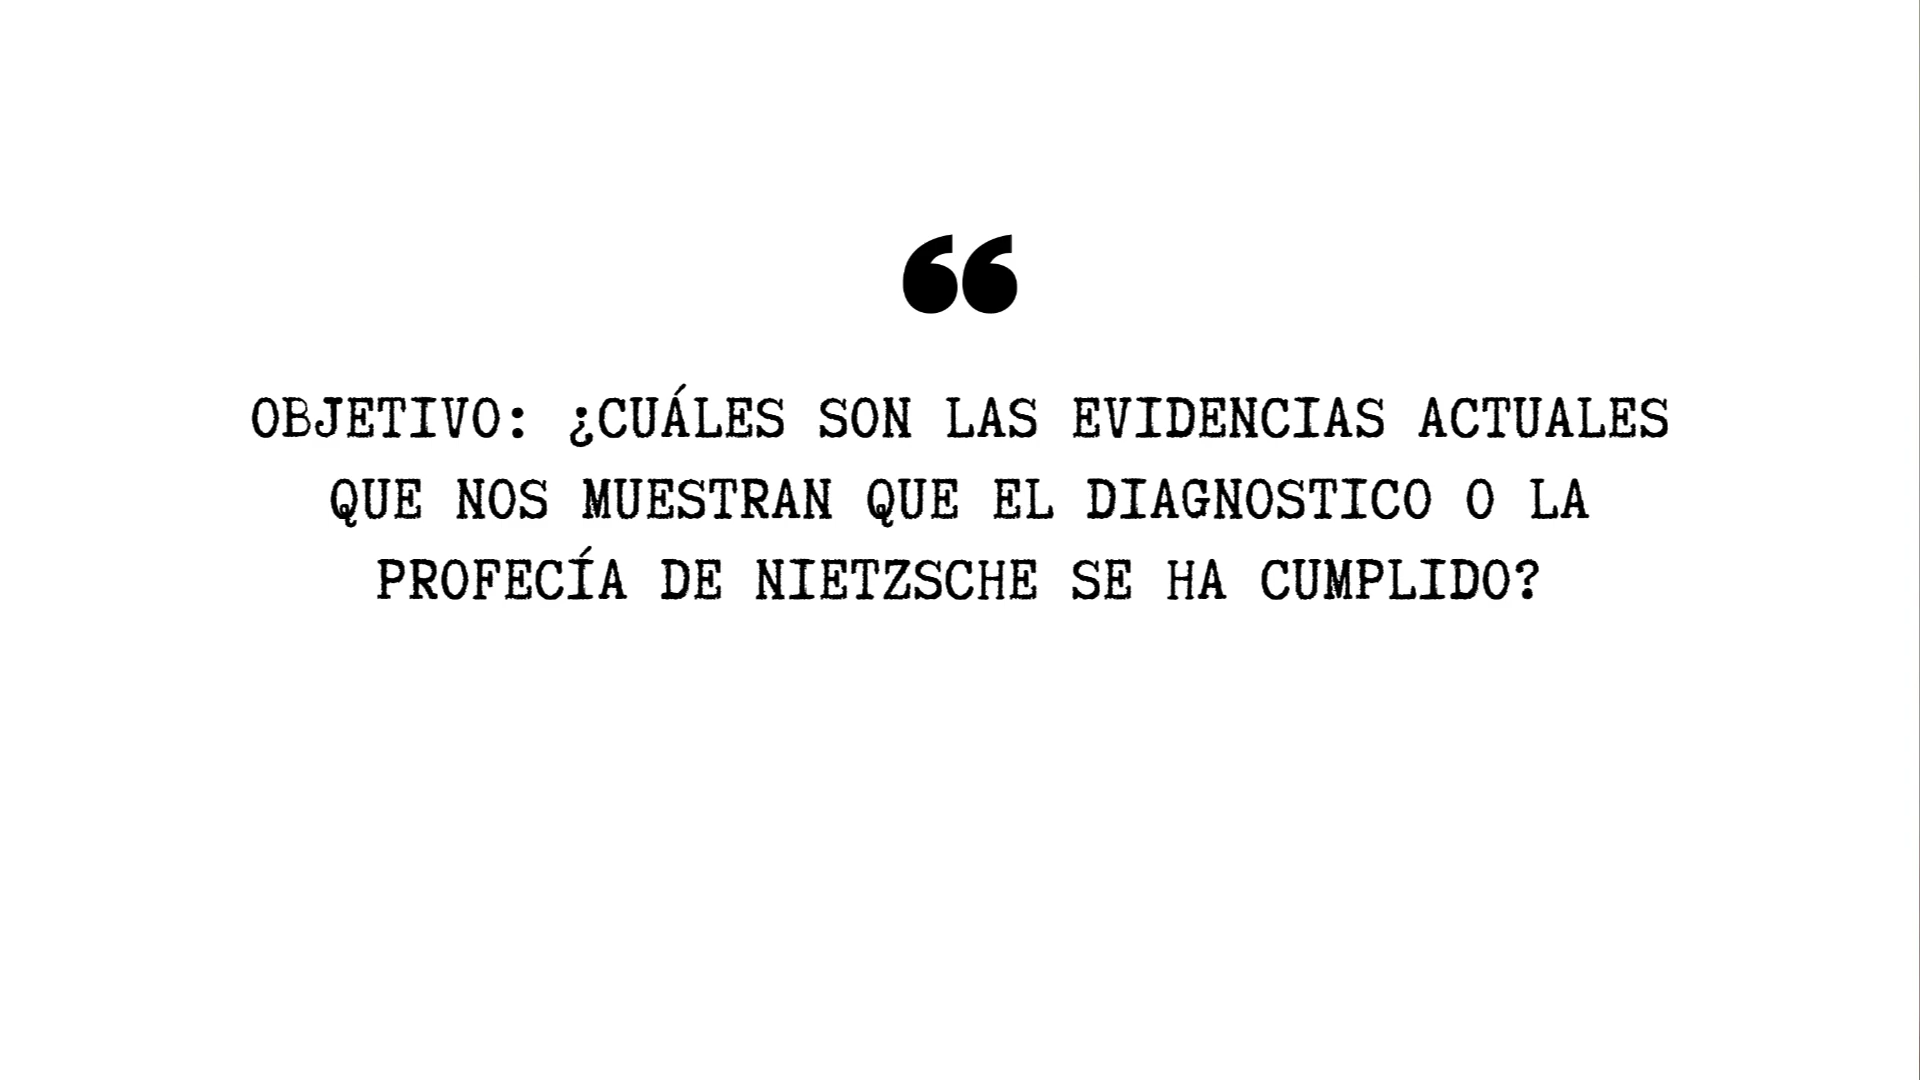 “
OBJETIVO: ¿CUÁLES SON LAS EVIDENCIAS ACTUALES
QUE NOS MUESTRAN QUE EL DIAGNOSTICO O LA
PROFECÍA DE NIETZSCHE SE HA CUMPLIDO?